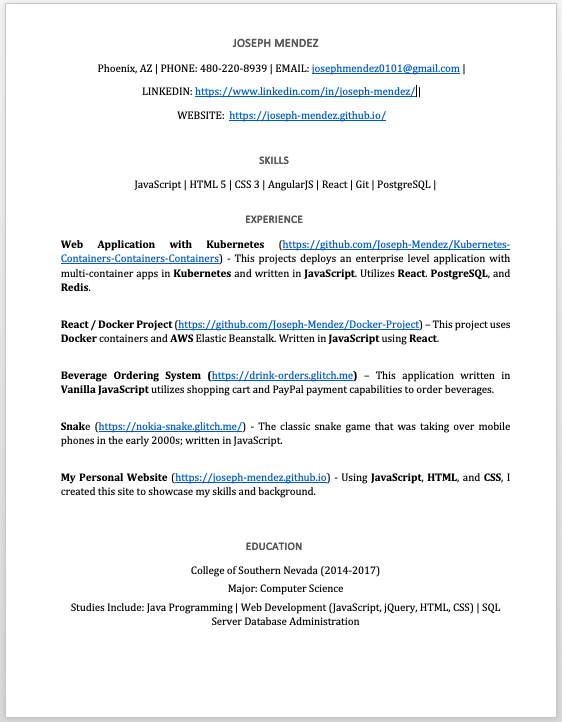 JOSEPH MENDEZ
Phoenix, AZ | PHONE: 480-220-8939 | EMAIL: josephmendez0101@gmail.com |
LINKEDIN: https://www.linkedin.com/in/joseph-mendez/|
WEBSITE: https://joseph-mendez.github.io/
SKILLS
JavaScript | HTML 5 | CSS 3 | AngularJS | React | Git | PostgreSQL |
EXPERIENCE
Web Application with Kubernetes (https://github.com/Joseph-Mendez/Kubernetes-
Containers-Containers-Containers) - This projects deploys an enterprise level application with
multi-container apps in Kubernetes and written in JavaScript. Utilizes React. PostgreSQL, and
Redis.
React / Docker Project (https://github.com/Joseph-Mendez/Docker-Project) – This project uses
Docker containers and AWS Elastic Beanstalk. Written in JavaScript using React.
Beverage Ordering System (https://drink-orders.glitch.me) – This application written in
Vanilla JavaScript utilizes shopping cart and PayPal payment capabilities to order beverages.
Snake (https://nokia-snake.glitch.me/) - The classic snake game that was taking over mobile
phones in the early 2000s; written in JavaScript.
My Personal Website (https://joseph-mendez.github.io) - Using JavaScript, HTML, and CSS, I
created this site to showcase my skills and background.
EDUCATION
College of Southern Nevada (2014-2017)
Major: Computer Science
Studies Include: Java Programming | Web Development (JavaScript, jQuery, HTML, CSS) | SQL
Server Database Administration